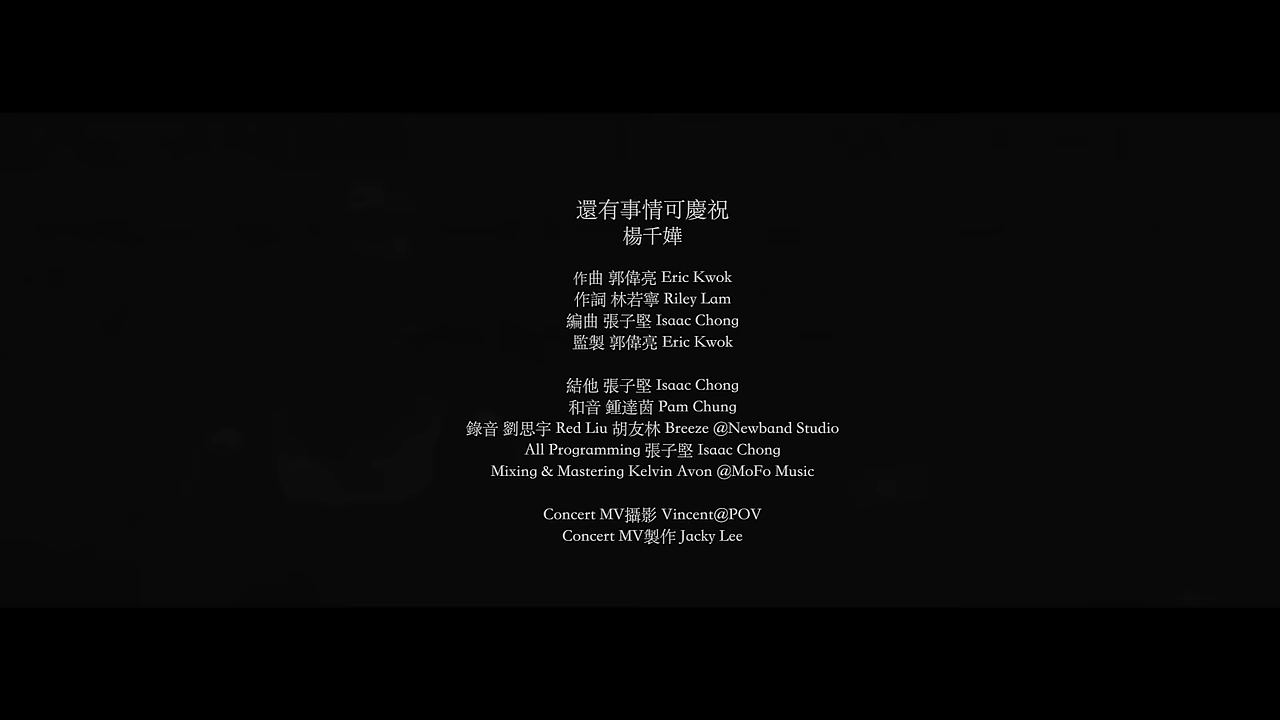 還有事情可慶祝
楊千嬅
作曲 郭偉亮 Eric Kwok
作詞 林若寧 Riley Lam
編曲 張子堅 Isaac Chong
監製 郭偉亮 Eric Kwok
結他 張子堅 Isaac Chong
和音 鍾達茵 Pam Chung
錄音 劉思宇 Red Liu 胡友林 Breeze @Newband Studio
All Programming 張子堅 Isaac Chong
Mixing & Mastering Kelvin Avon @MoFo Music
Concert MV攝影 Vincent@POV
Concert MV製作 Jacky Lee